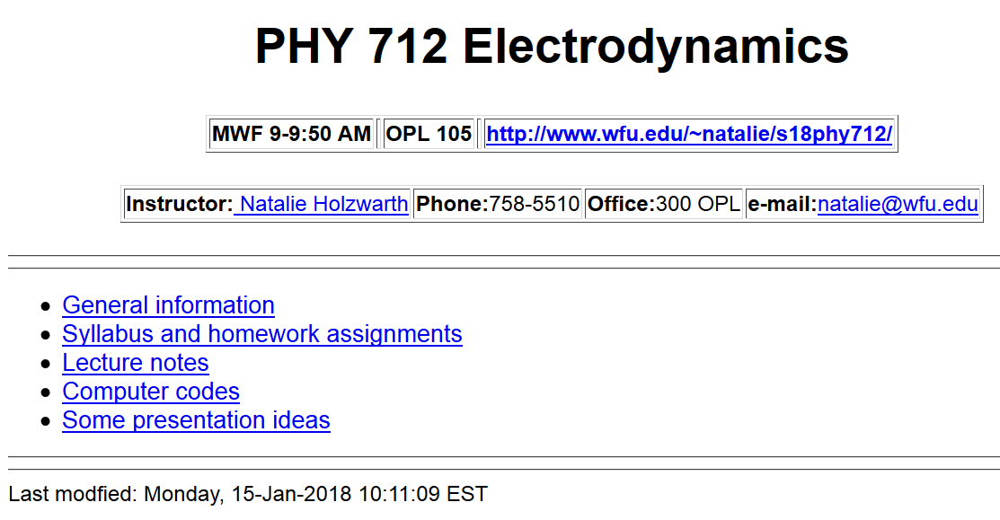 PHY 712 Electrodynamics
MWF 9-9:50 AM OPL 105 http://www.wfu.edu/~natalie/s18phy712/
Instructor: Natalie Holzwarth Phone:758-5510 Office:300 OPL e-mail:natalie@wfu.edu
General information
Syllabus and homework assignments
Lecture notes
Computer codes
Some presentation ideas
Last modfied: Monday, 15-Jan-2018 10:11:09 EST